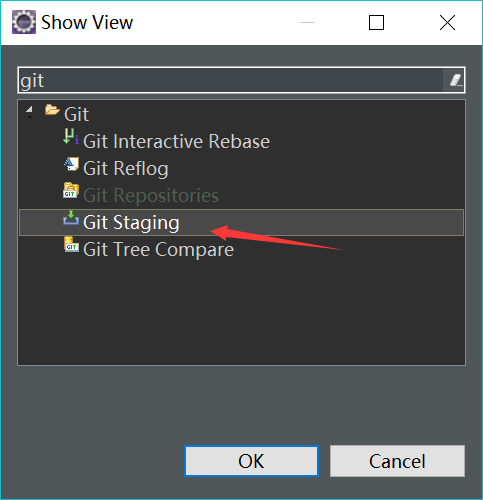 Show View
git
Git
Git Interactive Rebase
Git Reflog
Git Repositories
Git Staging
Git Tree Compare
OK
Cancel